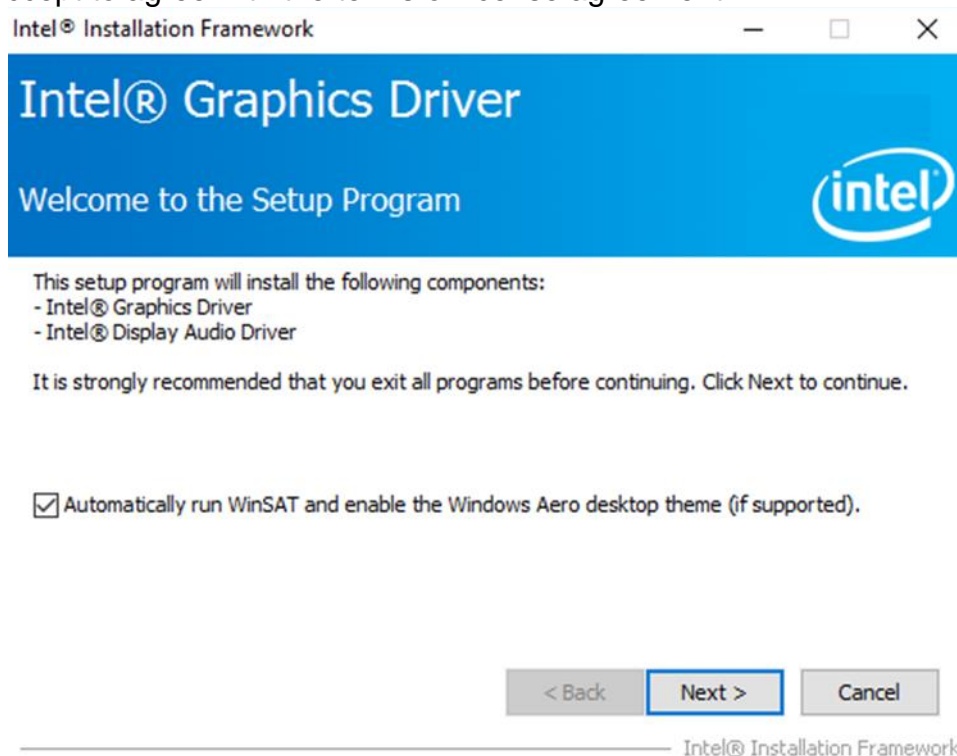 Intel® Installation Framework
Intel® Graphics Driver
Welcome to the Setup Program
intel
This setup program will install the following components:
- Intel® Graphics Driver
- Intel® Display Audio Driver
It is strongly recommended that you exit all programs before continuing. Click Next to continue.
Automatically run WinSAT and enable the Windows Aero desktop theme (if supported).
< Back Next > Cancel
Intel® Installation Framework